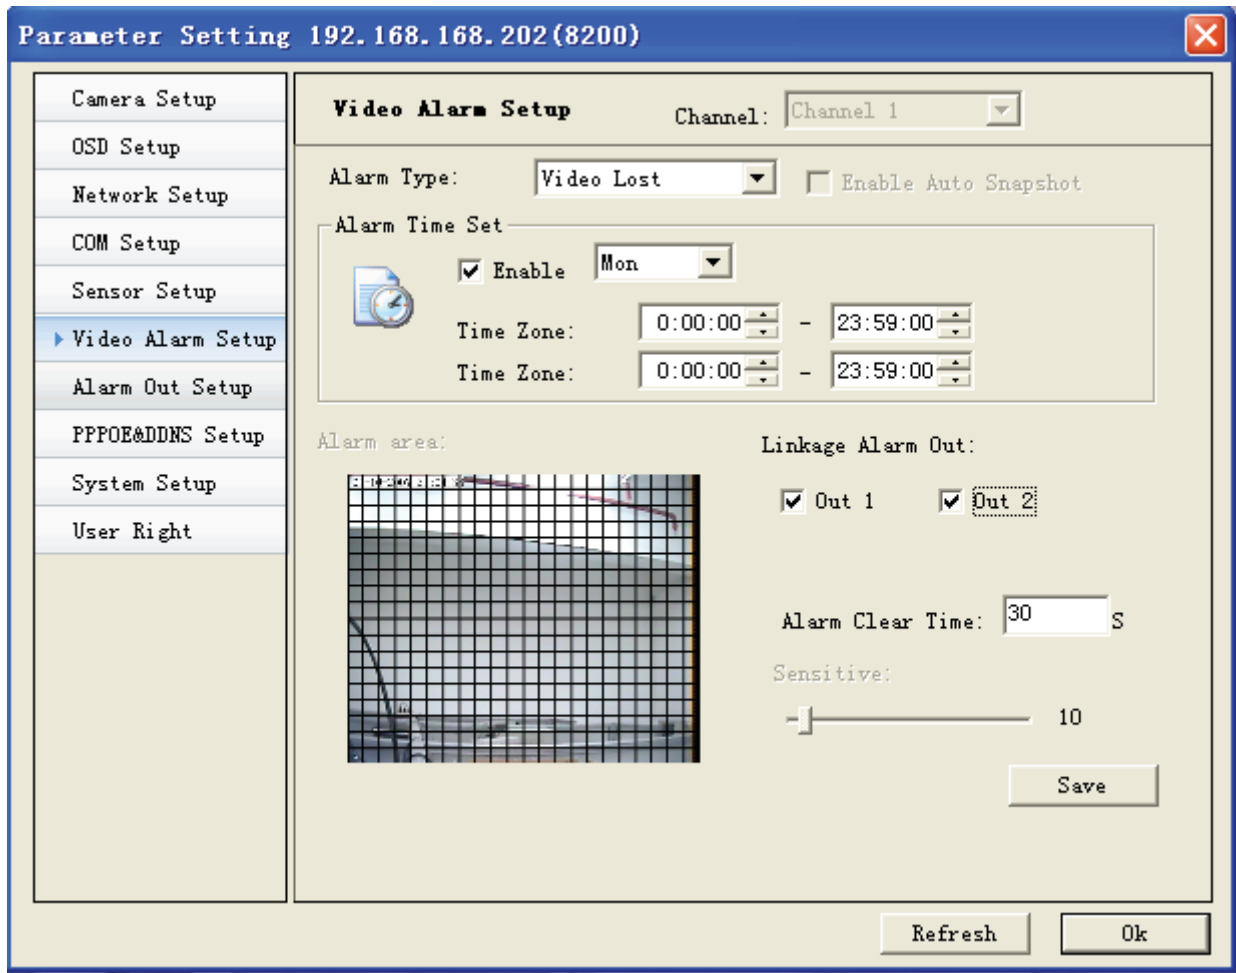 Parameter Setting 192.168.168.202(8200)
Camera Setup
OSD Setup
Network Setup
COM Setup
Sensor Setup
Video Alarm Setup
Alarm Out Setup
PPPOE&DDNS Setup
System Setup
User Right
Video Alarm Setup
Channel: Channel 1
Alarm Type: Video Lost
Enable Auto Snapshot
Alarm Time Set
Enable Mon
Time Zone: 0:00:00 - 23:59:00
Time Zone: 0:00:00 - 23:59:00
Alarm area:
Linkage Alarm Out:
Out 1 Out 2
Alarm Clear Time: 30 S
Sensitive:
10
Save
Refresh Ok